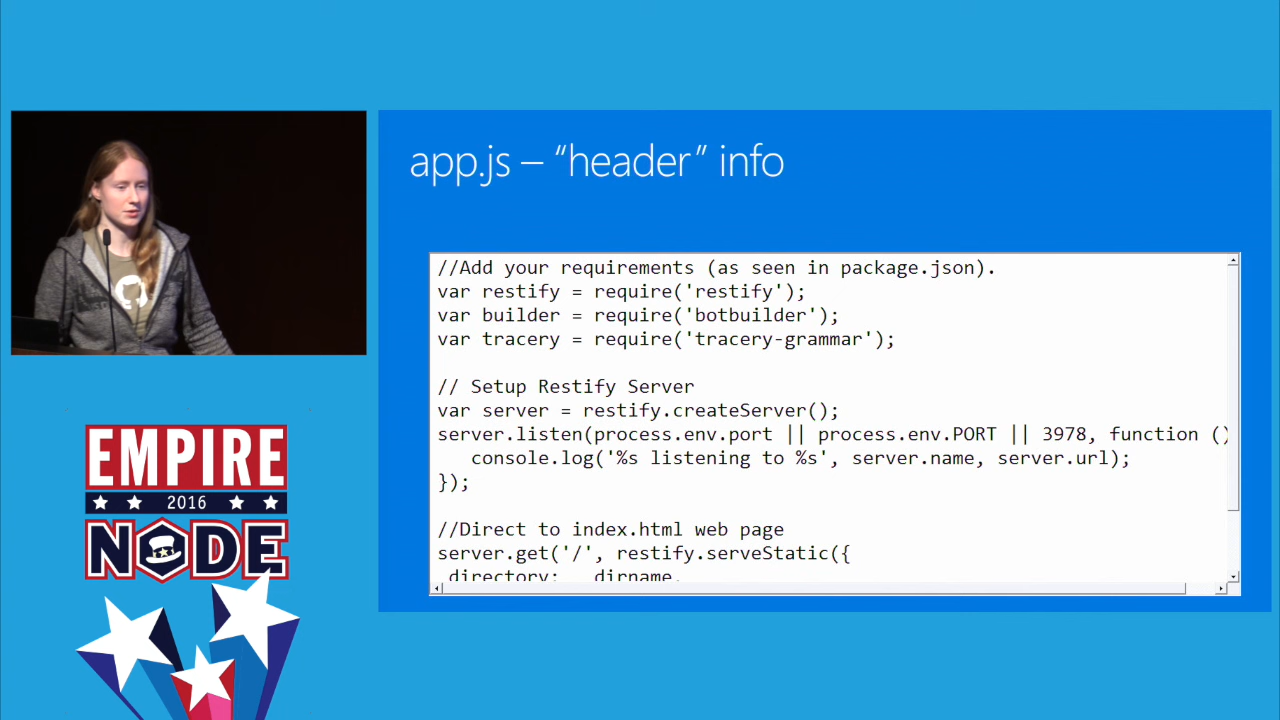 app.js – “header” info
//Add your requirements (as seen in package.json).
var restify = require('restify');
var builder = require('botbuilder');
var tracery = require('tracery-grammar');
// Setup Restify Server
var server = restify.createServer();
server.listen(process.env.port || process.env.PORT || 3978, function ()
console.log('%s listening to %s', server.name, server.url);
});
//Direct to index.html web page
server.get('/', restify.serveStatic({
directory: __dirname,
EMPIRE
2016
NODE